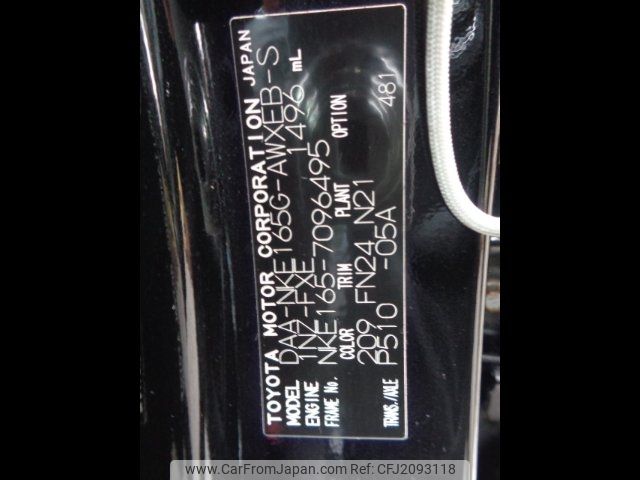 TOYOTA MOTOR CORPORATION JAPAN
MODEL DAA-NKE165G-AWXEB-S
ENGINE 1NZ-FXE 1496 mL
FRAME No. NKE165-7096495
COLOR TRIM PLANT OPTION
209 FN24 N21 481
TRANS./AXLE P510 -05A
www.CarFromJapan.com | Ref.No: CFJ2093118